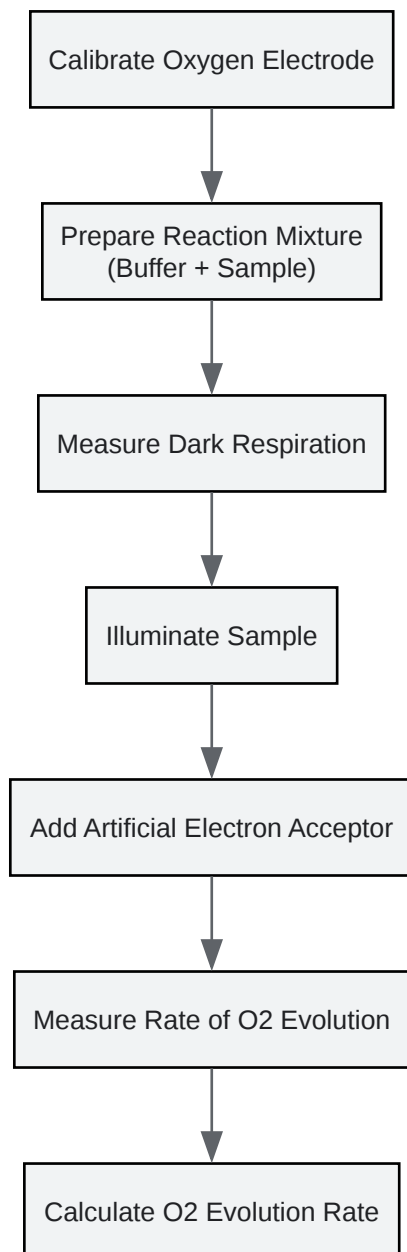 Calibrate Oxygen Electrode
Prepare Reaction Mixture
(Buffer + Sample)
Measure Dark Respiration
Illuminate Sample
Add Artificial Electron Acceptor
Measure Rate of O2 Evolution
Calculate O2 Evolution Rate